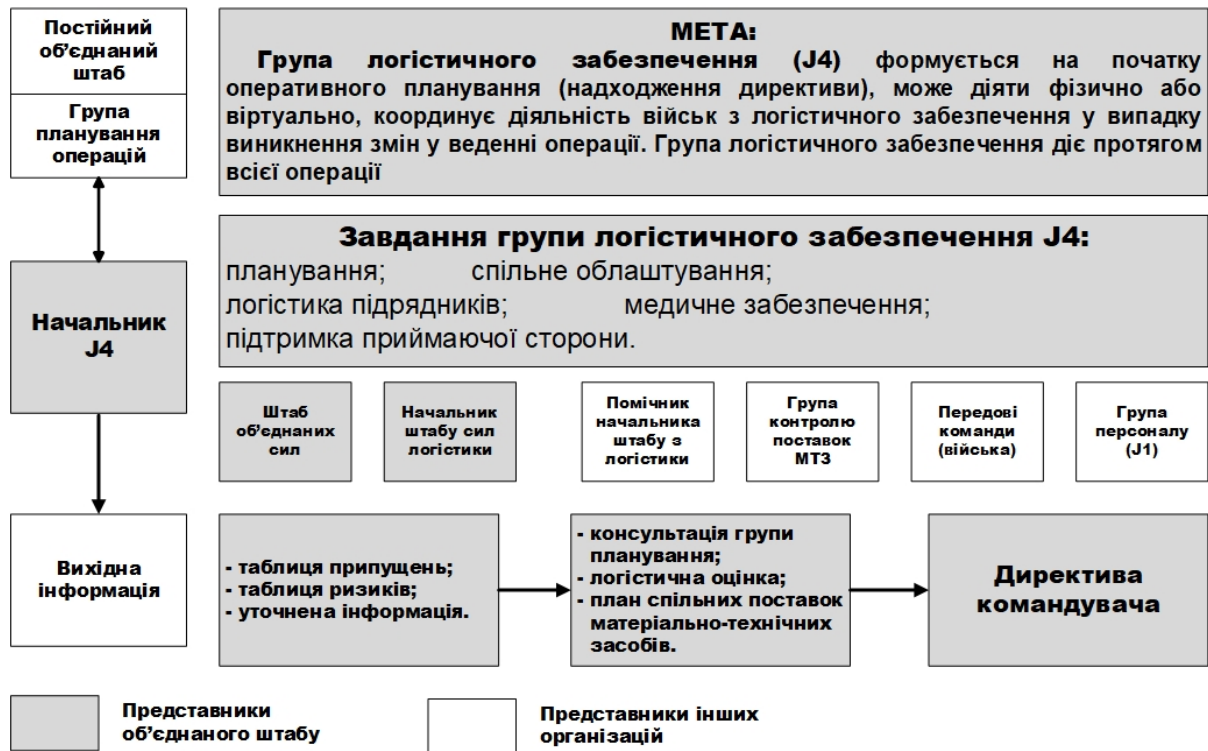 Постійний
об’єднаний
штаб
Група
планування
операцій
МЕТА:
Група логістичного забезпечення (J4) формується на початку
оперативного планування (надходження директиви), може діяти фізично або
віртуально, координує діяльність військ з логістичного забезпечення у випадку
виникнення змін у веденні операції. Група логістичного забезпечення діє протягом
всієї операції
Начальник
J4
Завдання групи логістичного забезпечення J4:
планування; спільне облаштування;
логістика підрядників; медичне забезпечення;
підтримка приймаючої сторони.
Штаб
об’єднаних
сил
Начальник
штабу сил
логістики
Помічник
начальника
штабу з
логістики
Група
контролю
поставок
МТЗ
Передові
команди
(війська)
Група
персоналу
(J1)
Вихідна
інформація
- таблиця припущень;
- таблиця ризиків;
- уточнена інформація.
- консультація групи
планування;
- логістична оцінка;
- план спільних поставок
матеріально-технічних
засобів.
Директива
командувача
Представники
об’єднаного штабу
Представники інших
організацій